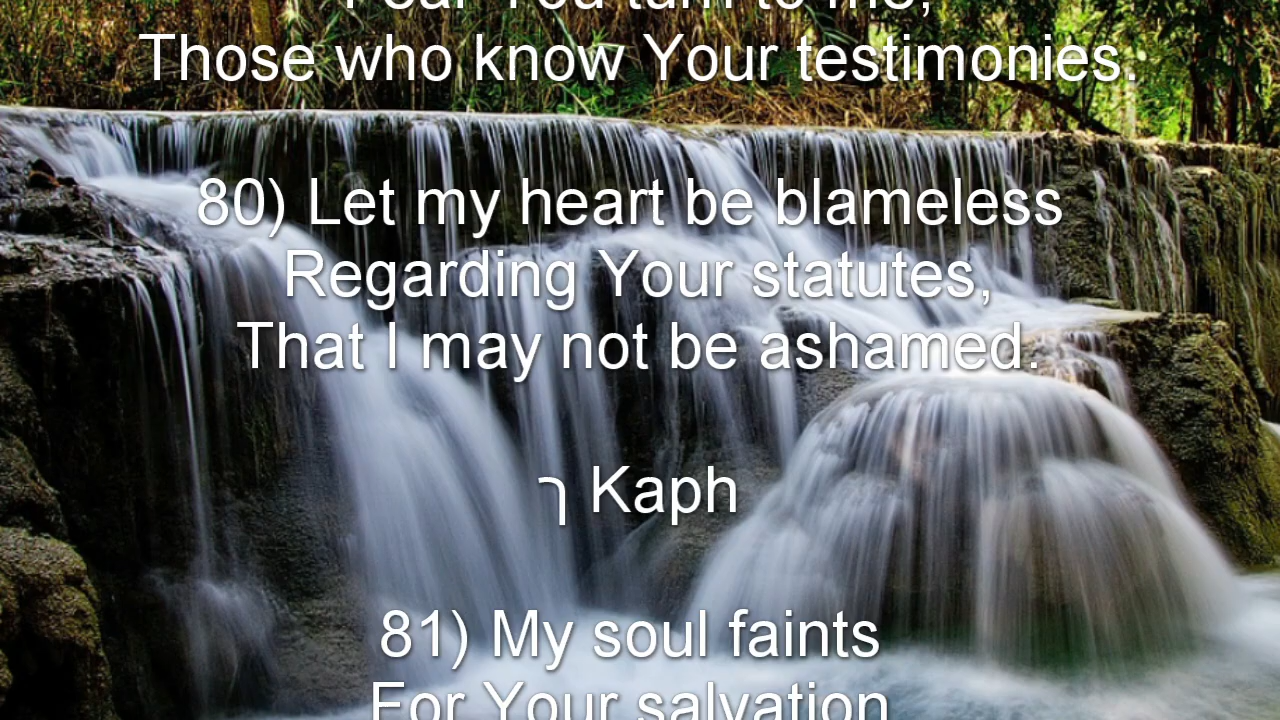 Fear You turn to me,
Those who know Your testimonies.
80) Let my heart be blameless
Regarding Your statutes,
That I may not be ashamed.
ך Kaph
81) My soul faints
For Your salvation